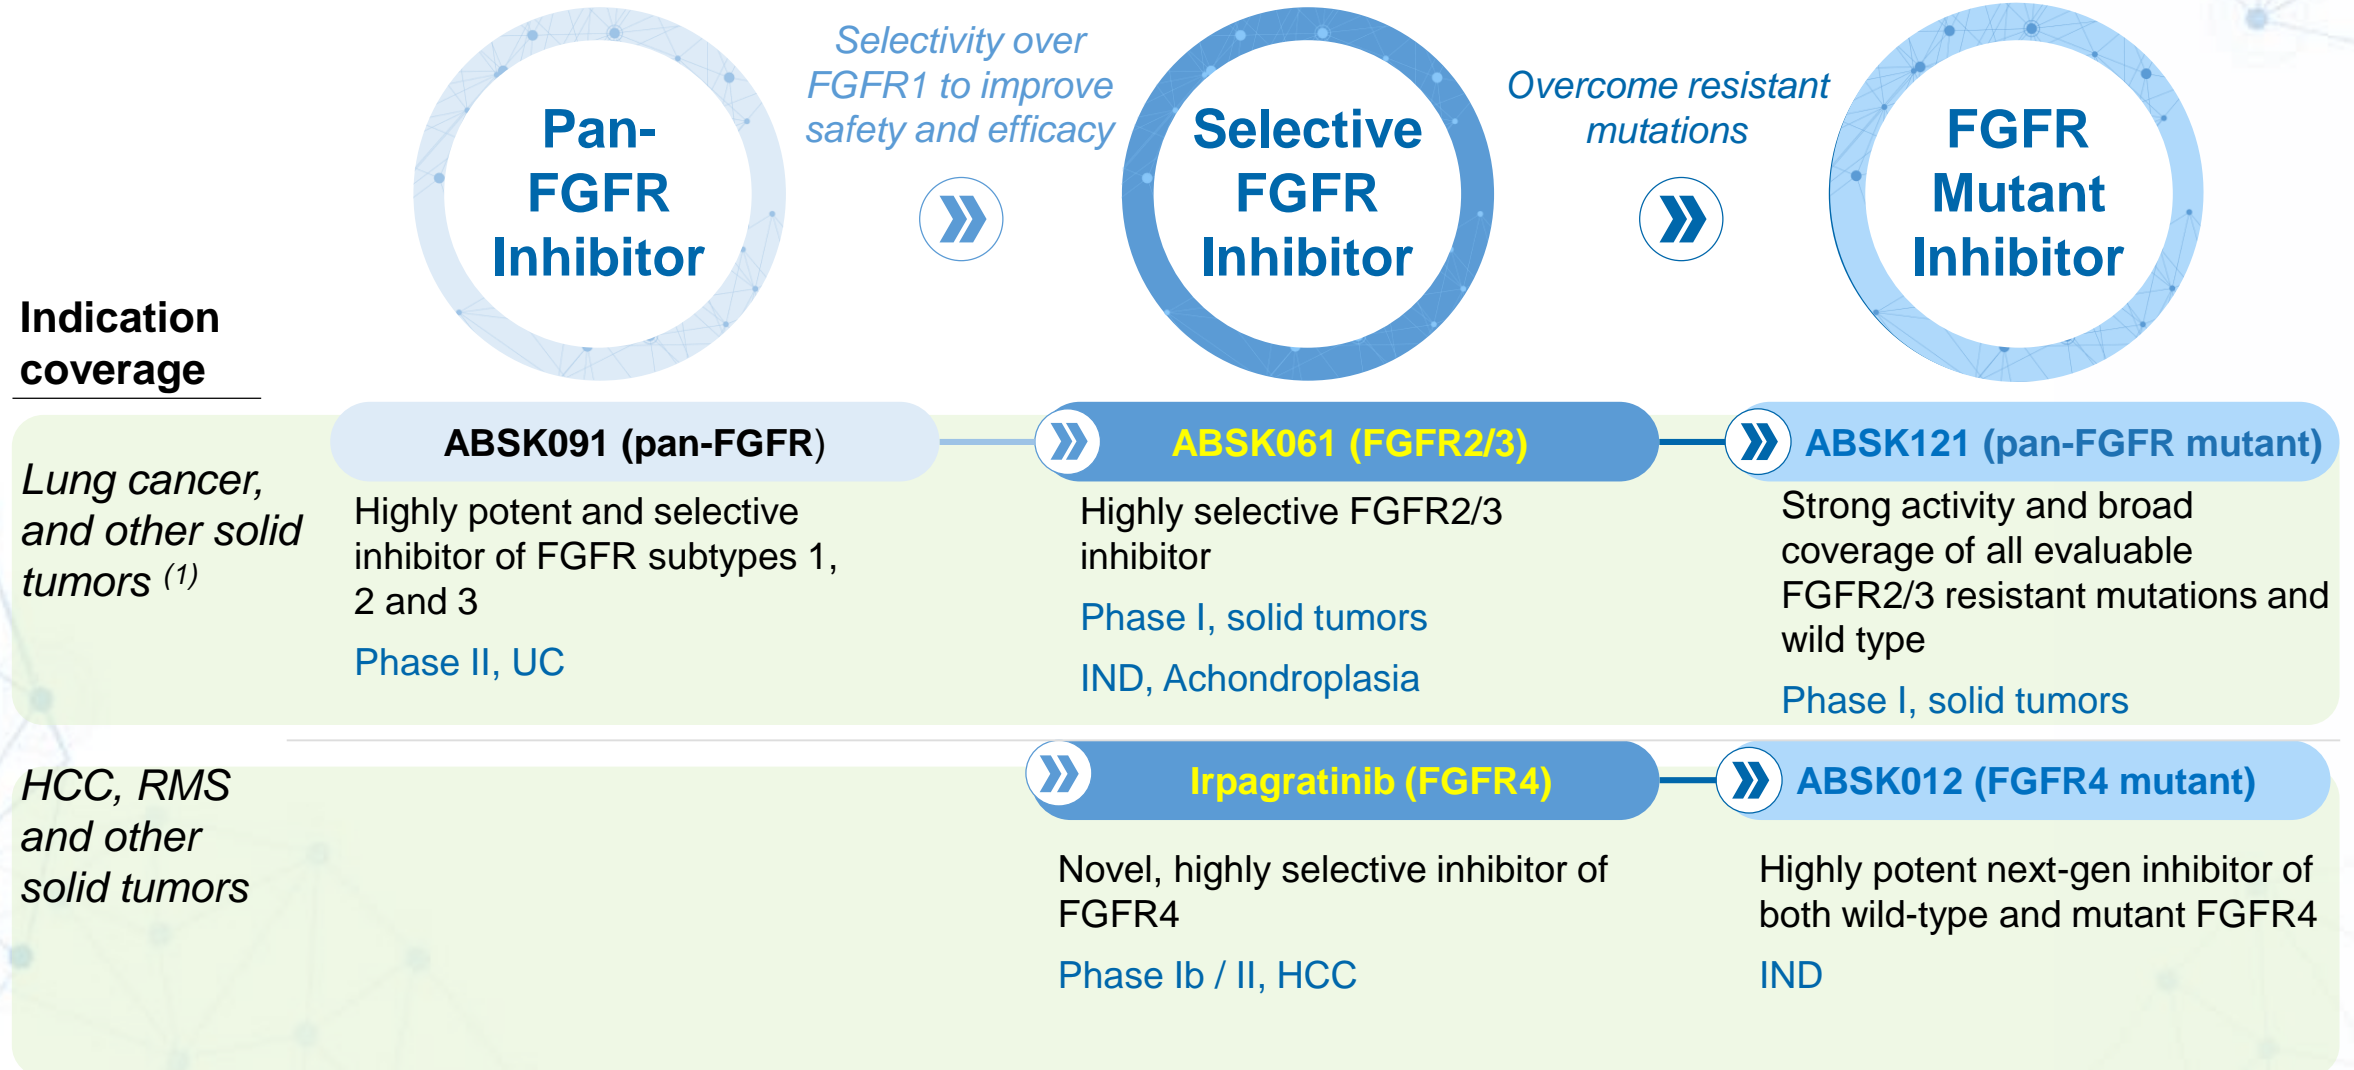 Pan-
FGFR
Inhibitor
Selectivity over
FGFR1 to improve
safety and efficacy
Selective
FGFR
Inhibitor
Overcome resistant
mutations
FGFR
Mutant
Inhibitor
Indication
coverage
Lung cancer,
and other solid
tumors (1)
ABSK091 (pan-FGFR)
Highly potent and selective
inhibitor of FGFR subtypes 1,
2 and 3
Phase II, UC
ABSK061 (FGFR2/3)
Highly selective FGFR2/3
inhibitor
Phase I, solid tumors
IND, Achondroplasia
ABSK121 (pan-FGFR mutant)
Strong activity and broad
coverage of all evaluable
FGFR2/3 resistant mutations and
wild type
Phase I, solid tumors
HCC, RMS
and other
solid tumors
Irpagratinib (FGFR4)
Novel, highly selective inhibitor of
FGFR4
Phase Ib / II, HCC
ABSK012 (FGFR4 mutant)
Highly potent next-gen inhibitor of
both wild-type and mutant FGFR4
IND